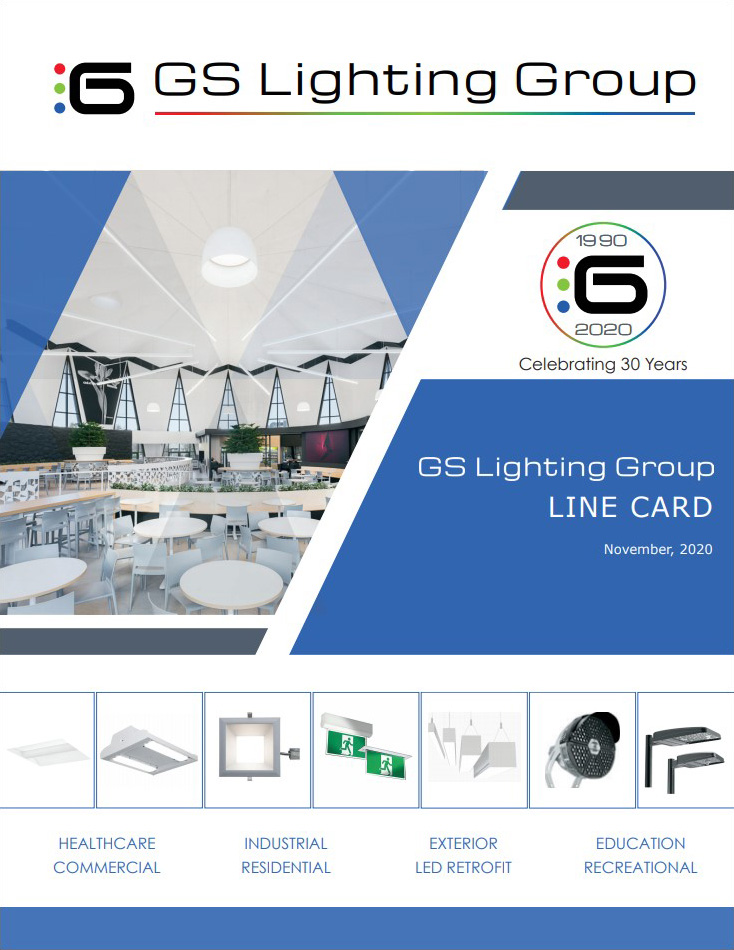 GS Lighting Group
1990
2020
Celebrating 30 Years
GS Lighting Group
LINE CARD
November, 2020
HEALTHCARE
COMMERCIAL
INDUSTRIAL
RESIDENTIAL
EXTERIOR
LED RETROFIT
EDUCATION
RECREATIONAL